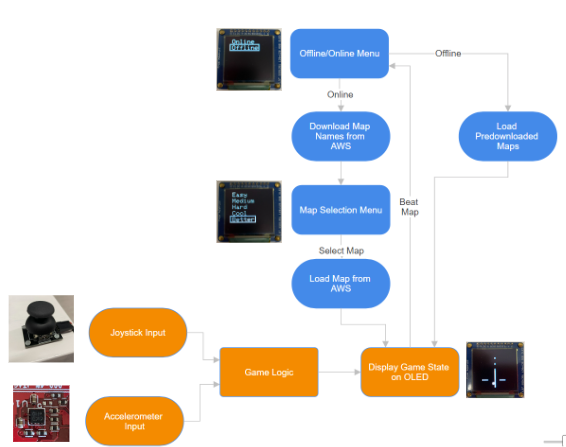 Online
Offline
Offline/Online Menu
Offline
Online
Download Map
Names from
AWS
Load
Predownloaded
Maps
Easy
Medium
Hard
Cool
Better
Map Selection Menu
Beat
Map
Select Map
Load Map from
AWS
Joystick Input
Game Logic
Display Game State
on OLED
Accelerometer
Input